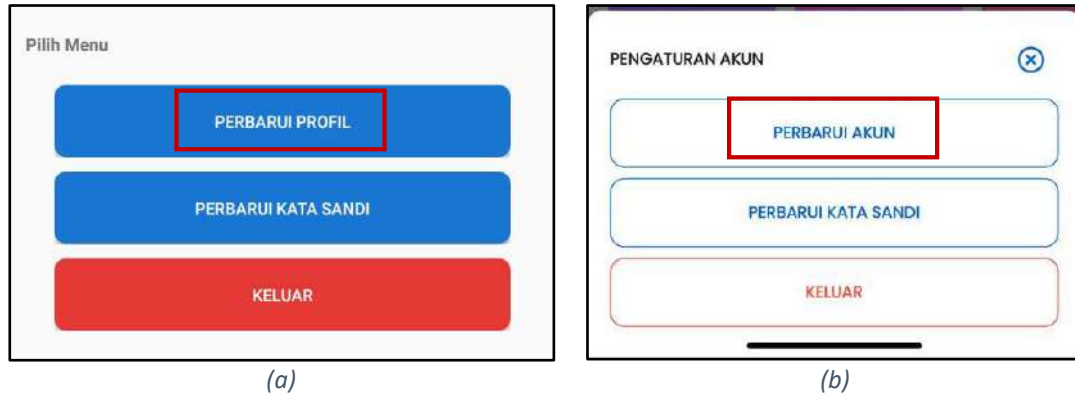 Pilih Menu
PERBARUI PROFIL
PERBARUI KATA SANDI
KELUAR
(a)
PENGATURAN AKUN
PERBARUI AKUN
PERBARUI KATA SANDI
KELUAR
(b)